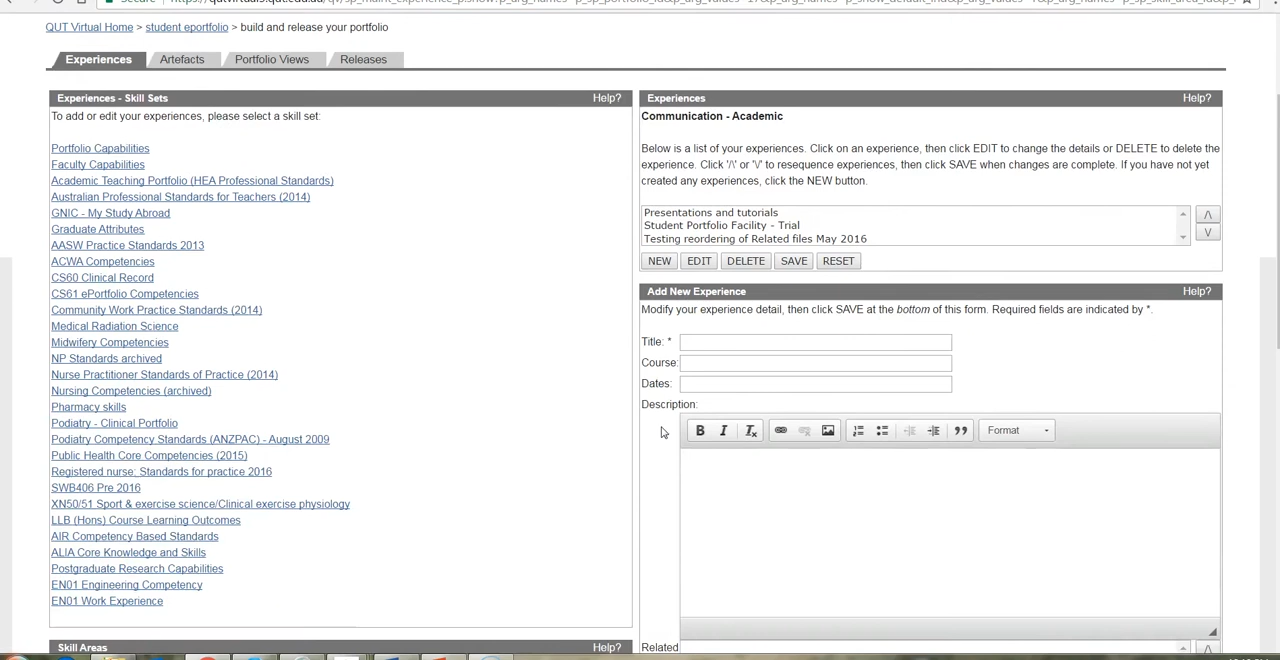 QUT Virtual Home > student eportfolio > build and release your portfolio
Experiences Artefacts Portfolio Views Releases
Experiences - Skill Sets Help?
To add or edit your experiences, please select a skill set:
Portfolio Capabilities
Faculty Capabilities
Academic Teaching Portfolio (HEA Professional Standards)
Australian Professional Standards for Teachers (2014)
GNIC - My Study Abroad
Graduate Attributes
AASW Practice Standards 2013
ACWA Competencies
CS60 Clinical Record
CS61 ePortfolio Competencies
Community Work Practice Standards (2014)
Medical Radiation Science
Midwifery Competencies
NP Standards archived
Nurse Practitioner Standards of Practice (2014)
Nursing Competencies (archived)
Pharmacy skills
Podiatry - Clinical Portfolio
Podiatry Competency Standards (ANZPAC) - August 2009
Public Health Core Competencies (2015)
Registered nurse: Standards for practice 2016
SWB406 Pre 2016
XN50/51 Sport & exercise science/Clinical exercise physiology
LLB (Hons) Course Learning Outcomes
AIR Competency Based Standards
ALIA Core Knowledge and Skills
Postgraduate Research Capabilities
EN01 Engineering Competency
EN01 Work Experience
Skill Areas Help?
Experiences Help?
Communication - Academic
Below is a list of your experiences. Click on an experience, then click EDIT to change the details or DELETE to delete the
experience. Click '/\' or '\/' to resequence experiences, then click SAVE when changes are complete. If you have not yet
created any experiences, click the NEW button.
Presentations and tutorials
Student Portfolio Facility - Trial
Testing reordering of Related files May 2016
/\
\/
NEW EDIT DELETE SAVE RESET
Add New Experience Help?
Modify your experience detail, then click SAVE at the bottom of this form. Required fields are indicated by *.
Title: *
Course:
Dates:
Description:
B I Ix Format
Related